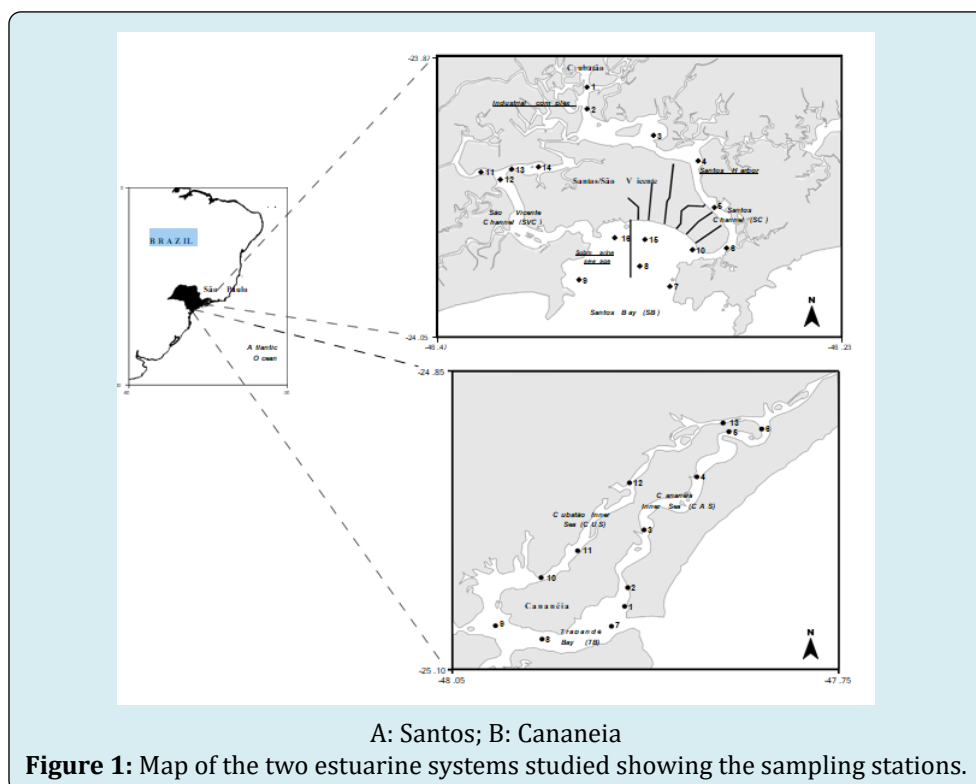 -23.87
Cubatão
1
Industrial complex
2
3
4
Santos Harbor
11
13
14
12
Santos/São Vicente
5
Santos
Channel (SC)
São Vicente
Channel (SVC)
16
15
10
6
8
9
7
Santos Bay (SB)
N
-24.05
-46.23
0
BRAZIL
São Paulo
Atlantic
Ocean
-24.85
13
5
6
4
12
Cananéia
Inner Sea (CAS)
Cubatão Inner
Sea (CUS)
3
11
10
2
Cananéia
1
9
7
8
Trapandé
Bay (TB)
N
-25.10
-48.05
-47.75
A: Santos; B: Cananeia
Figure 1: Map of the two estuarine systems studied showing the sampling stations.